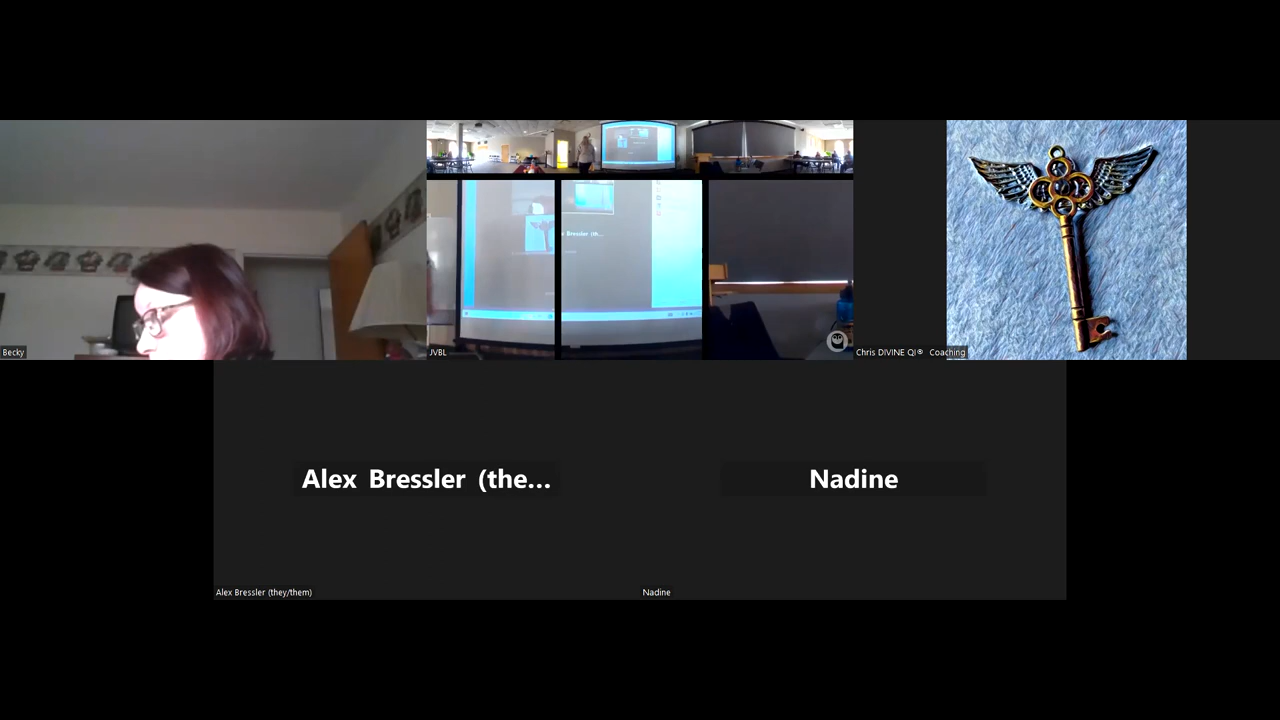 Becky
JVBL
Chris DIVINE QI® Coaching
Alex Bressler (the...
Nadine
Alex Bressler (they/them)
Nadine